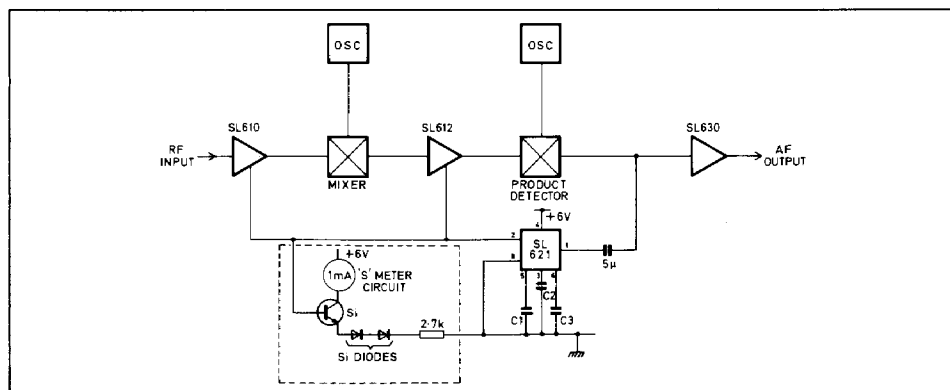 OSC
OSC
SL610
SL612
SL630
RF
INPUT
AF
OUTPUT
MIXER
PRODUCT
DETECTOR
+6V
4
2
SL
621
1
8
5µ
+6V
1mA
'S' METER
CIRCUIT
Si
2·7k
Si DIODES
5
3
C1
C2
C3